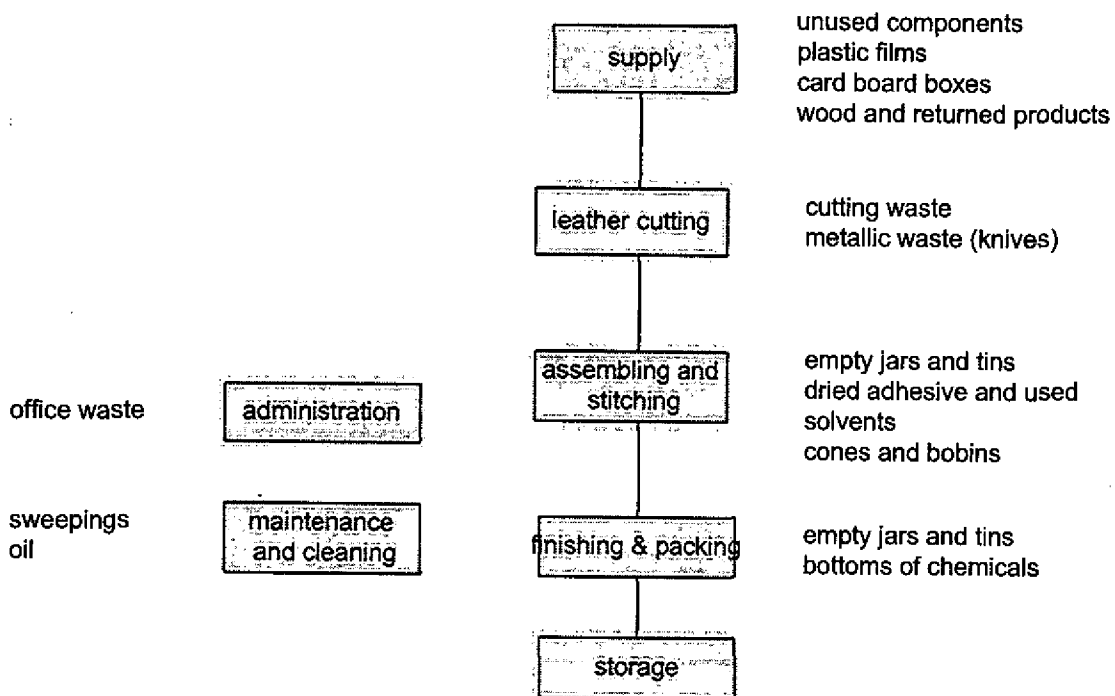 supply
unused components
plastic films
card board boxes
wood and returned products
leather cutting
cutting waste
metallic waste (knives)
office waste
administration
assembling and
stitching
empty jars and tins
dried adhesive and used
solvents
cones and bobins
sweepings
oil
maintenance
and cleaning
finishing & packing
empty jars and tins
bottoms of chemicals
storage